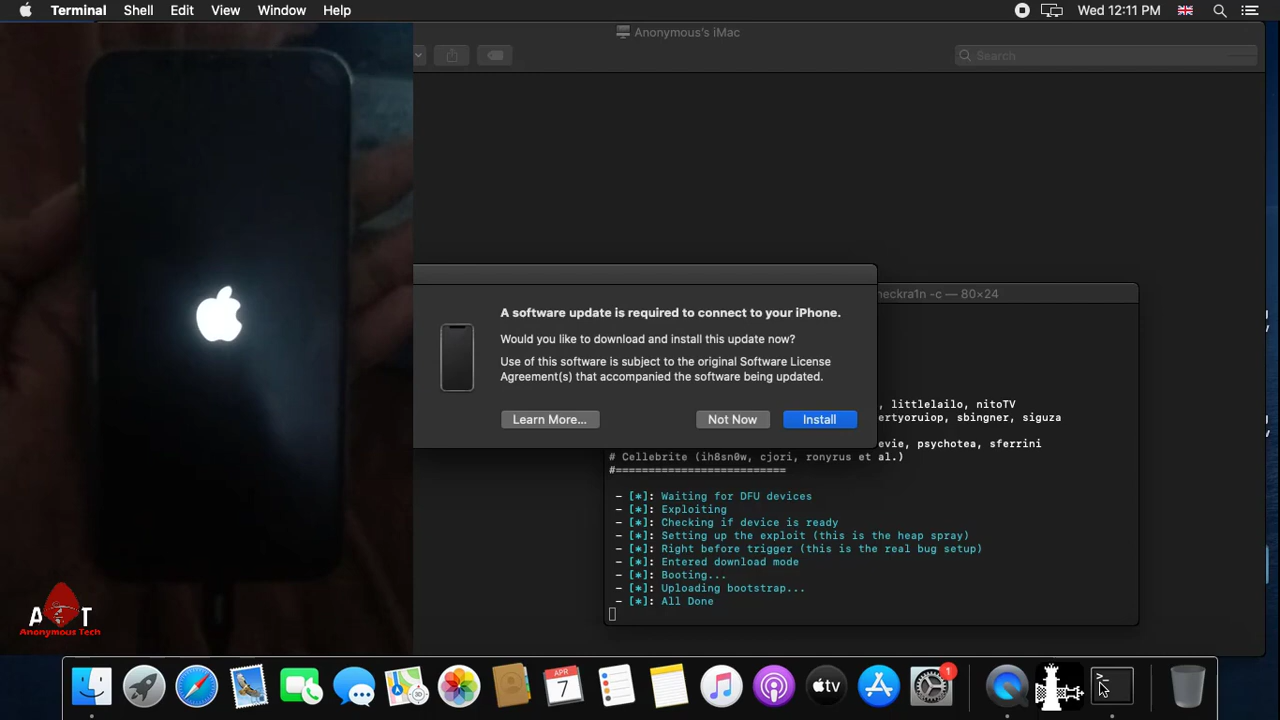 Terminal Shell Edit View Window Help
Wed 12:11 PM
Anonymous's iMac
Search
A software update is required to connect to your iPhone.
Would you like to download and install this update now?
Use of this software is subject to the original Software License
Agreement(s) that accompanied the software being updated.
Learn More...
Not Now
Install
heckra1n -c — 80×24
, littlelailo, nitoTV
ertyoruiop, sbingner, siguza
evie, psychotea, sferrini
# Cellebrite (ih8sn0w, cjori, ronyrus et al.)
#=========================
- [*]: Waiting for DFU devices
- [*]: Exploiting
- [*]: Checking if device is ready
- [*]: Setting up the exploit (this is the heap spray)
- [*]: Right before trigger (this is the real bug setup)
- [*]: Entered download mode
- [*]: Booting...
- [*]: Uploading bootstrap...
- [*]: All Done
A T
Anonymous Tech
APR
7
tv
1
>_